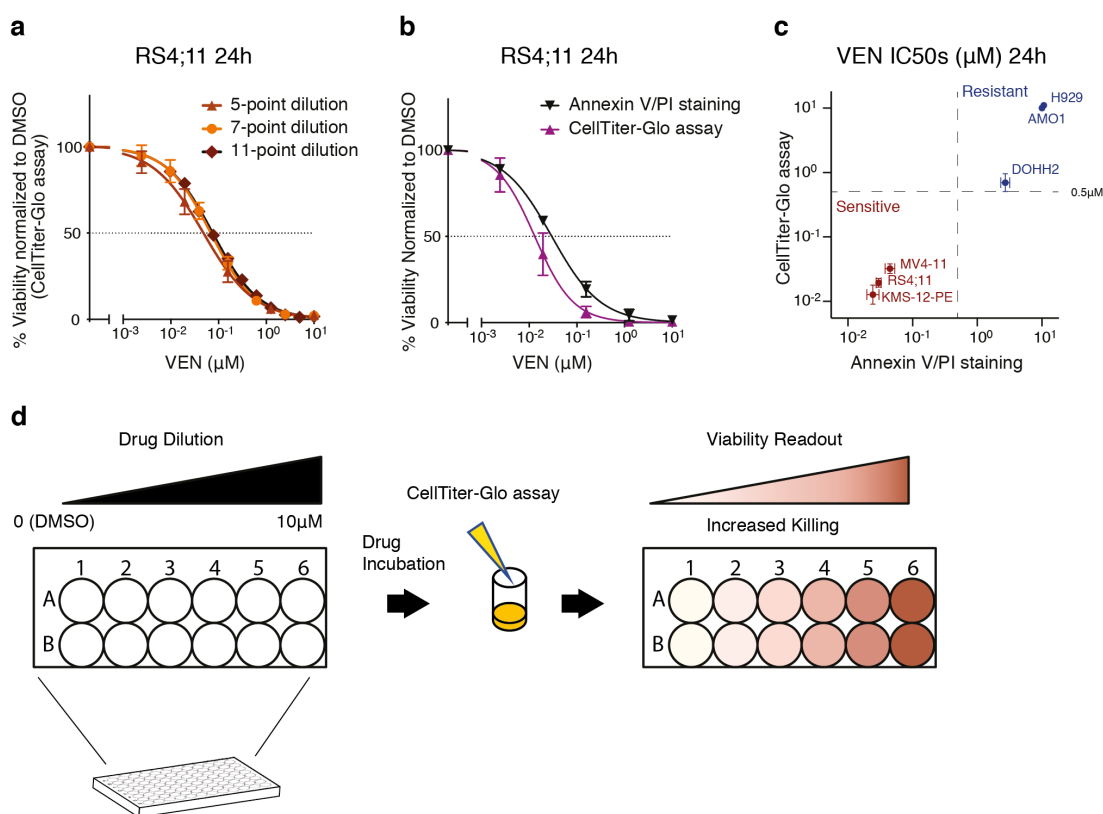 a
RS4;11 24h
% Viability normalized to DMSO
(CellTiter-Glo assay)
5-point dilution
7-point dilution
11-point dilution
100
50
0
10-3
10-2
10-1
100
101
VEN (µM)
b
RS4;11 24h
% Viability Normalized to DMSO
Annexin V/PI staining
CellTiter-Glo assay
100
50
0
10-3
10-2
10-1
100
101
VEN (µM)
c
VEN IC50s (µM) 24h
CellTiter-Glo assay
Resistant
H929
AMO1
DOHH2
0.5µM
Sensitive
MV4-11
RS4;11
KMS-12-PE
101
100
10-1
10-2
10-2
10-1
100
101
Annexin V/PI staining
d
Drug Dilution
0 (DMSO)
10µM
1 2 3 4 5 6
A
B
Drug
Incubation
CellTiter-Glo assay
Viability Readout
Increased Killing
1 2 3 4 5 6
A
B